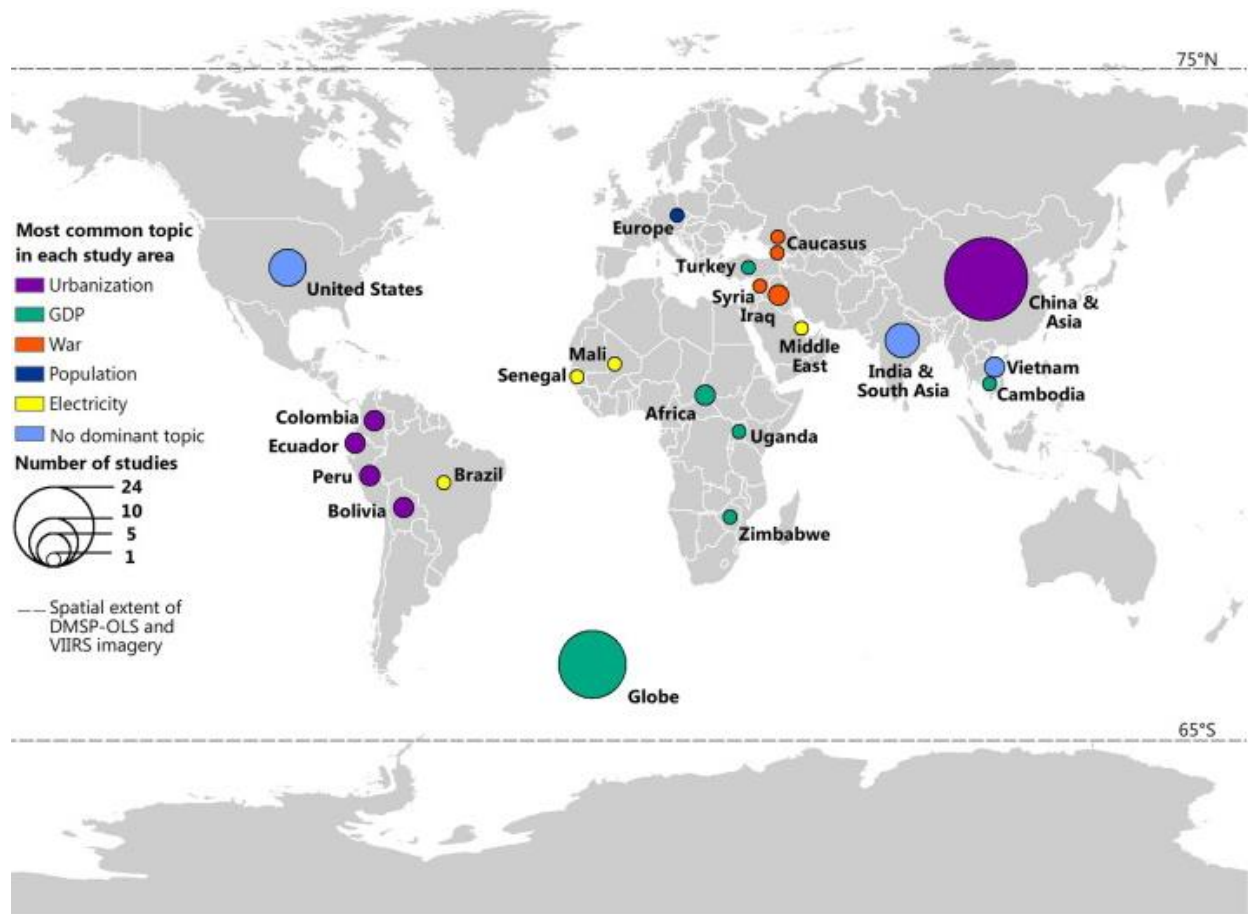 75°N
Most common topic
in each study area
Urbanization
GDP
War
Population
Electricity
No dominant topic
Number of studies
24
10
5
1
Spatial extent of
DMSP-OLS and
VIIRS imagery
United States
Europe
Caucasus
Turkey
Syria
Iraq
Middle
East
China &
Asia
India &
South Asia
Vietnam
Cambodia
Mali
Senegal
Africa
Uganda
Zimbabwe
Colombia
Ecuador
Peru
Brazil
Bolivia
Globe
65°S